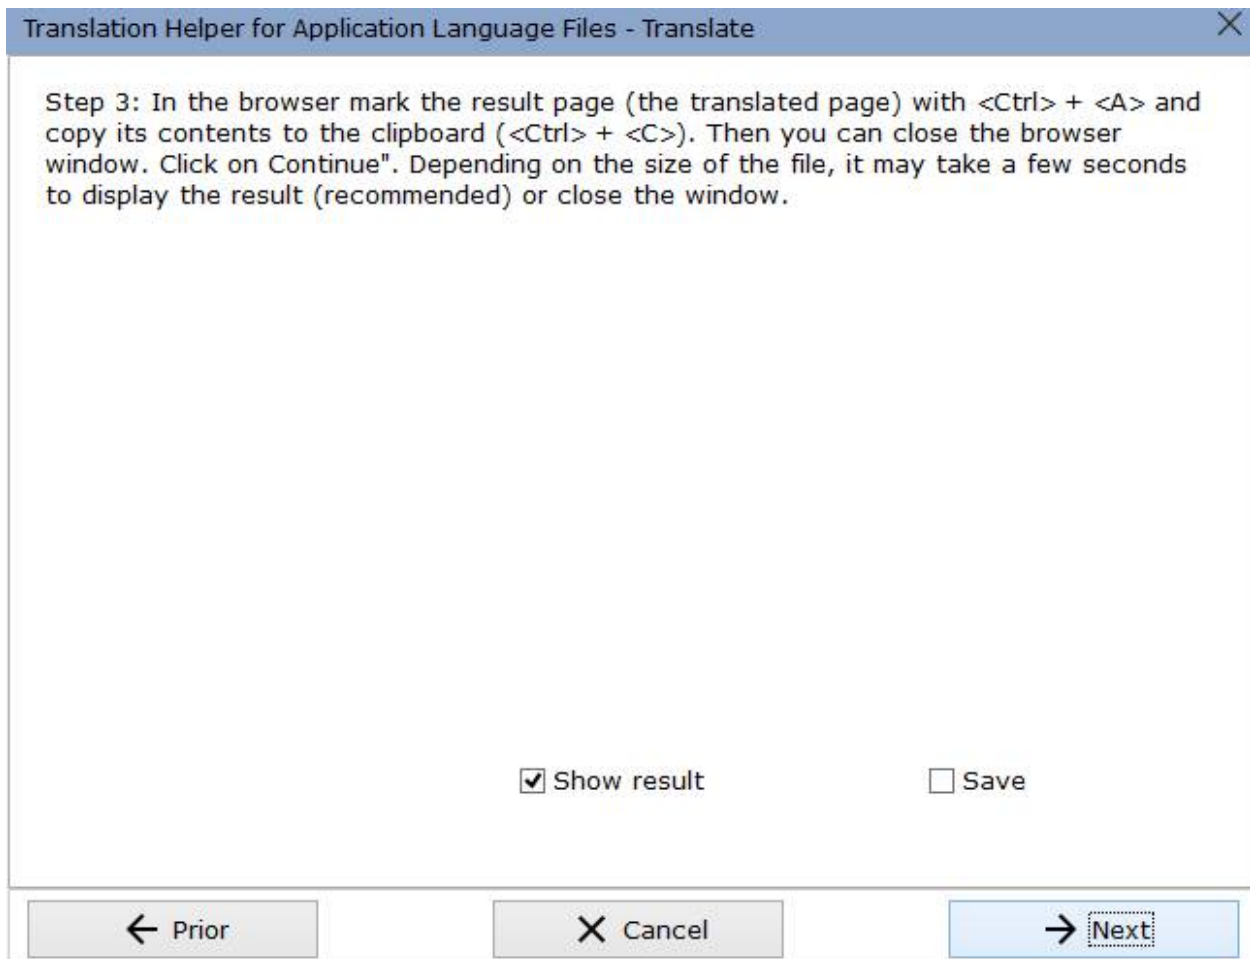 Translation Helper for Application Language Files - Translate
Step 3: In the browser mark the result page (the translated page) with <Ctrl> + <A> and
copy its contents to the clipboard (<Ctrl> + <C>). Then you can close the browser
window. Click on Continue". Depending on the size of the file, it may take a few seconds
to display the result (recommended) or close the window.
Show result
Save
Prior
Cancel
Next